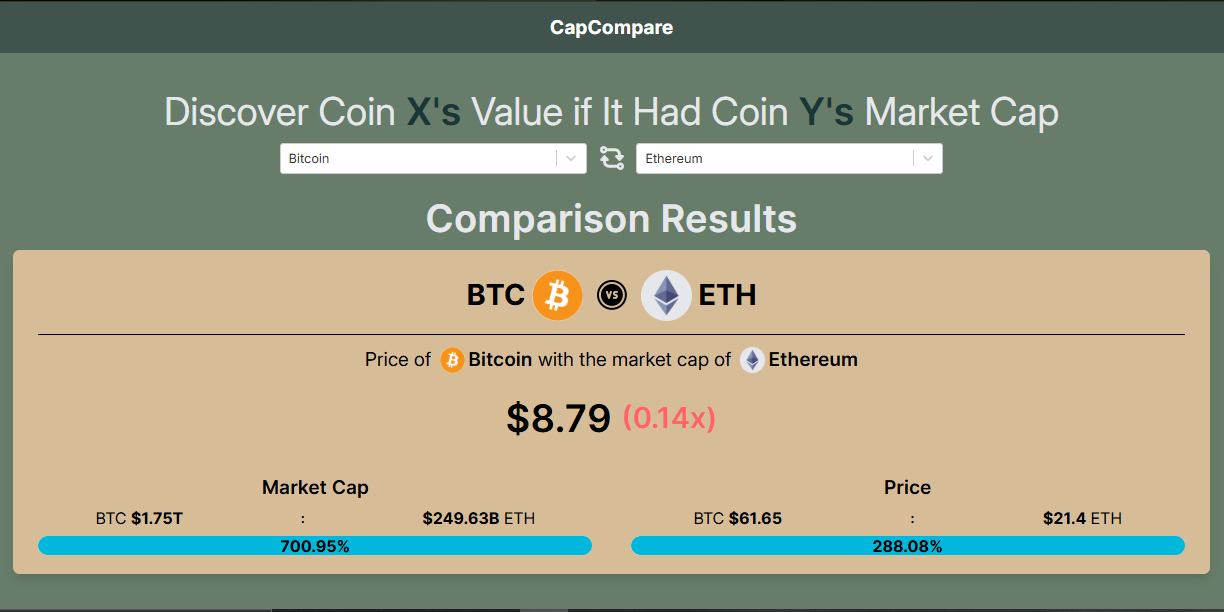 CapCompare
Discover Coin X's Value if It Had Coin Y's Market Cap
Bitcoin
Ethereum
Comparison Results
BTC VS ETH
Price of Bitcoin with the market cap of Ethereum
$8.79 (0.14x)
Market Cap
BTC $1.75T : $249.63B ETH
700.95%
Price
BTC $61.65 : $21.4 ETH
288.08%